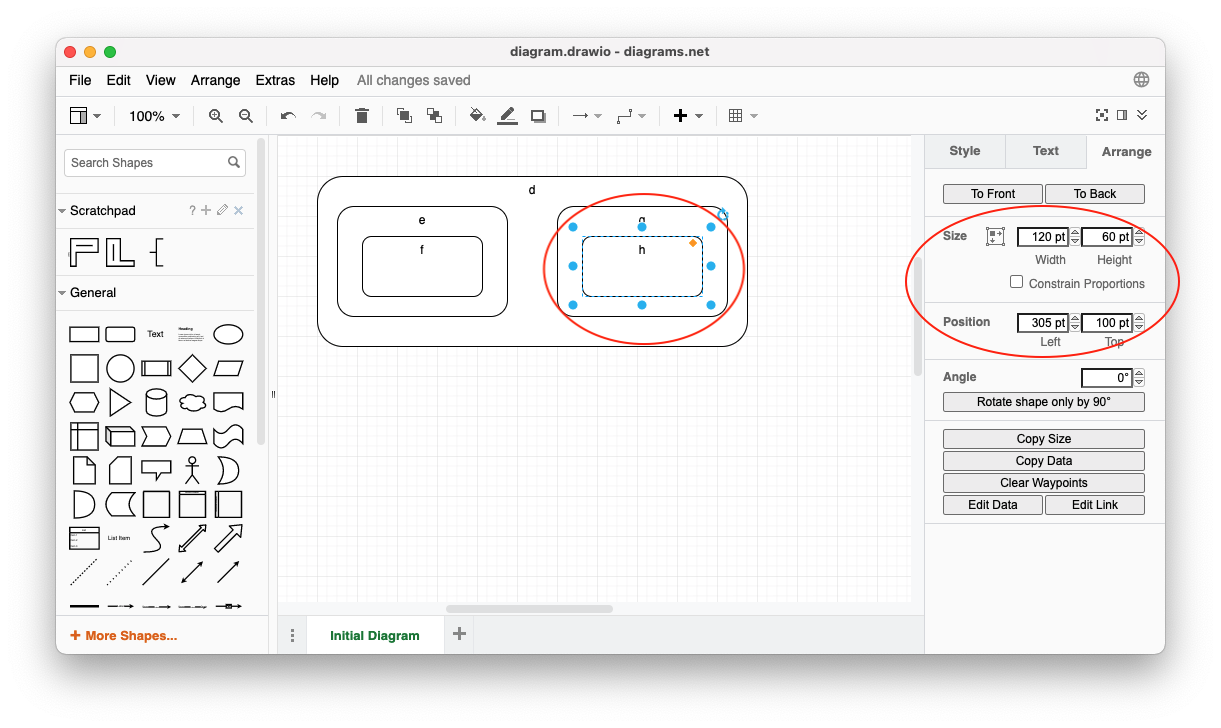 diagram.drawio - diagrams.net
File Edit View Arrange Extras Help All changes saved
100%
Search Shapes
Scratchpad
?
General
Text
Heading
List Item
+ More Shapes...
d
e
f
g
h
Initial Diagram
Style Text Arrange
To Front To Back
Size 120 pt 60 pt
Width Height
Constrain Proportions
Position 305 pt 100 pt
Left Top
Angle 0°
Rotate shape only by 90°
Copy Size
Copy Data
Clear Waypoints
Edit Data Edit Link